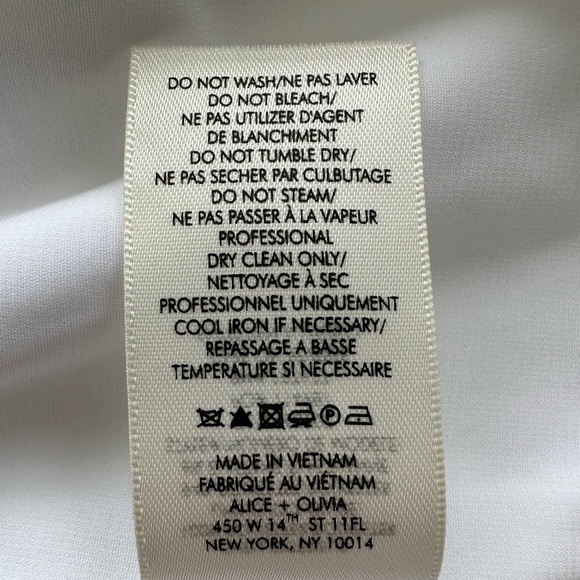 DO NOT WASH/NE PAS LAVER
DO NOT BLEACH/
NE PAS UTILIZER D'AGENT
DE BLANCHIMENT
DO NOT TUMBLE DRY/
NE PAS SECHER PAR CULBUTAGE
DO NOT STEAM/
NE PAS PASSER À LA VAPEUR
PROFESSIONAL
DRY CLEAN ONLY/
NETTOYAGE À SEC
PROFESSIONNEL UNIQUEMENT
COOL IRON IF NECESSARY/
REPASSAGE A BASSE
TEMPERATURE SI NECESSAIRE
P
MADE IN VIETNAM
FABRIQUÉ AU VIÉTNAM
ALICE + OLIVIA
450 W 14TH ST 11FL
NEW YORK, NY 10014